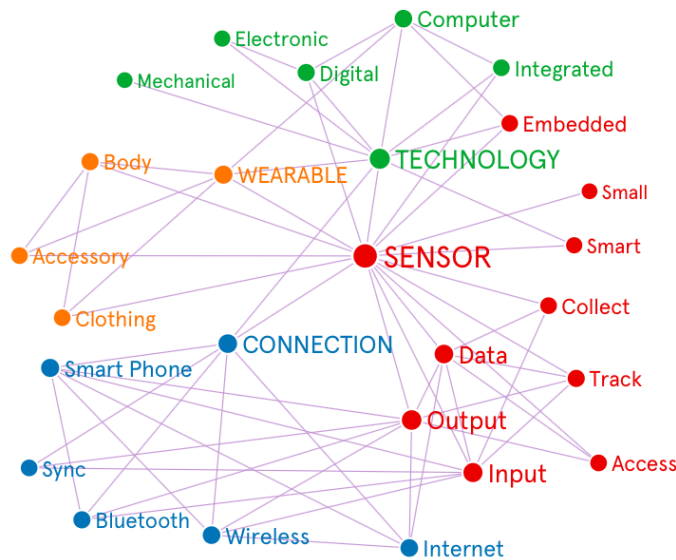 Computer
Electronic
Digital
Integrated
Mechanical
Embedded
TECHNOLOGY
Body
WEARABLE
Small
Smart
Accessory
SENSOR
Collect
Clothing
CONNECTION
Data
Smart Phone
Track
Output
Access
Sync
Input
Bluetooth
Wireless
Internet